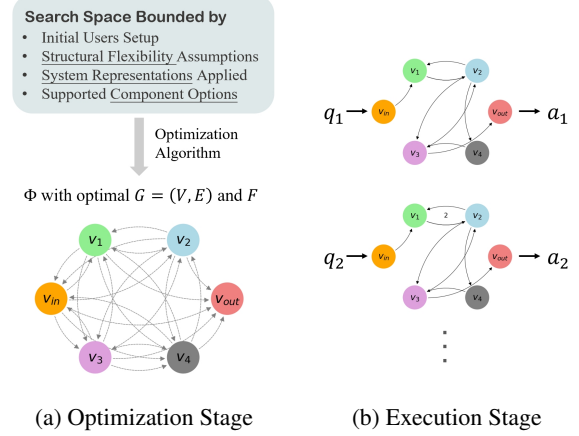 Search Space Bounded by
• Initial Users Setup
• Structural Flexibility Assumptions
• System Representations Applied
• Supported Component Options
Optimization
Algorithm
Φ with optimal G = (V, E) and F
v1
v2
vin
vout
v3
v4
(a) Optimization Stage
v1
v2
q1
vin
vout
a1
v3
v4
v1
2
v2
q2
vin
vout
a2
v3
v4
(b) Execution Stage